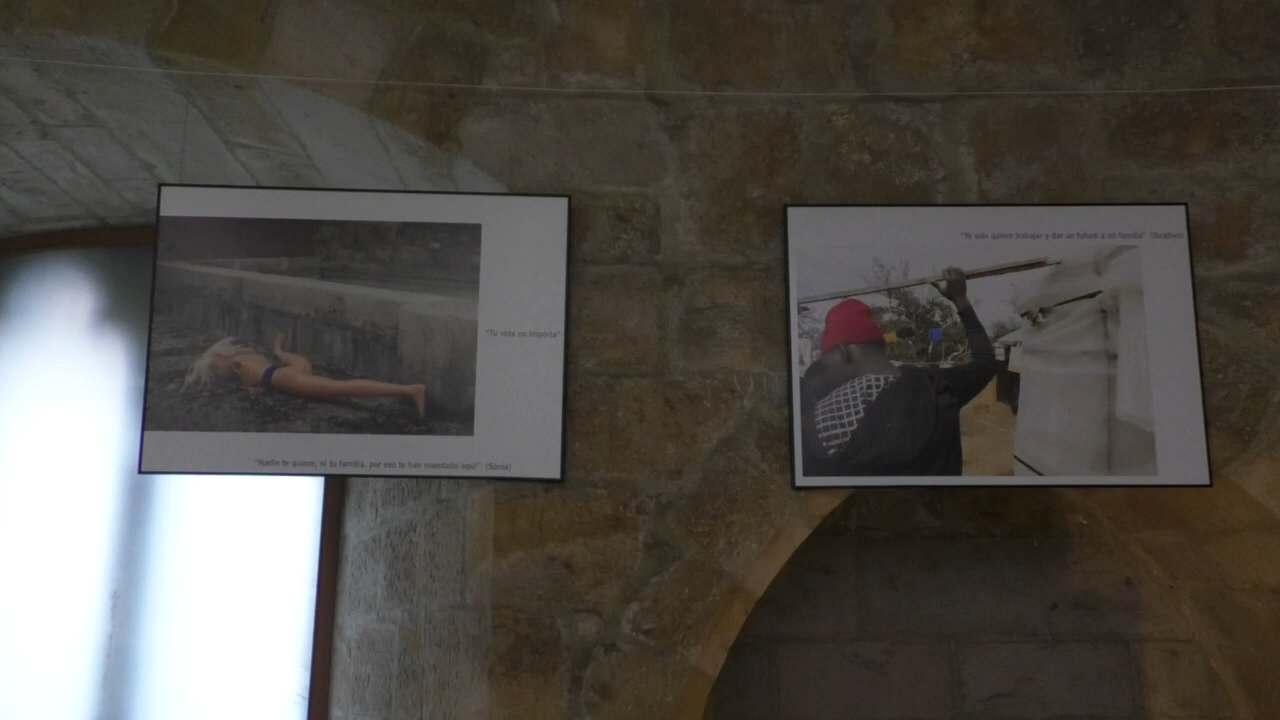 "Tu vida no importa"
"Nadie te quiere, ni tu familia, por eso te han mandado aquí" (Sonia)
"Yo solo quiero trabajar y dar un futuro a mi familia" (Ibrahim)